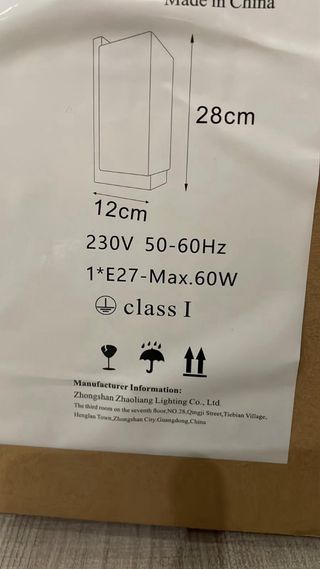 Made in China
28cm
12cm
230V 50-60Hz
1*E27-Max.60W
class I
Manufacturer Information:
Zhongshan Zhaoliang Lighting Co., Ltd
The third room on the seventh floor,NO.28,Qingji Street,Tiebian Village,
Henglan Town,Zhongshan City.Guangdong,China